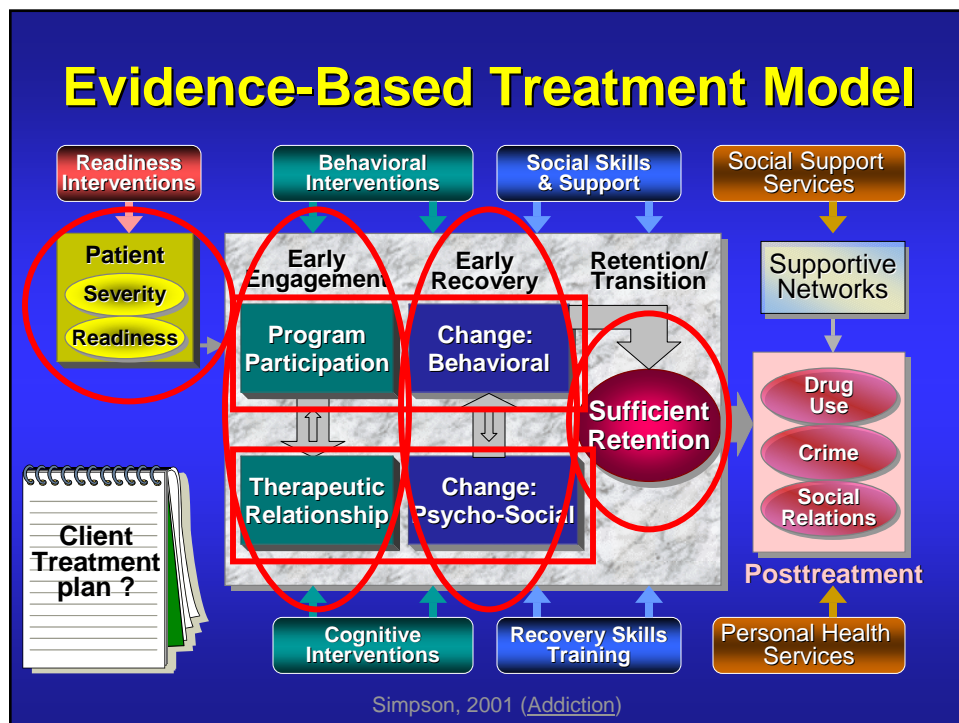 Evidence-Based Treatment Model
Readiness
Interventions
Behavioral
Interventions
Social Skills
& Support
Social Support
Services
Patient
Severity
Readiness
Early
Engagement
Early
Recovery
Retention/
Transition
Supportive
Networks
Program
Participation
Change:
Behavioral
Sufficient
Retention
Therapeutic
Relationship
Change:
Psycho-Social
Drug
Use
Crime
Social
Relations
Posttreatment
Client
Treatment
plan ?
Cognitive
Interventions
Recovery Skills
Training
Personal Health
Services
Simpson, 2001 (Addiction)